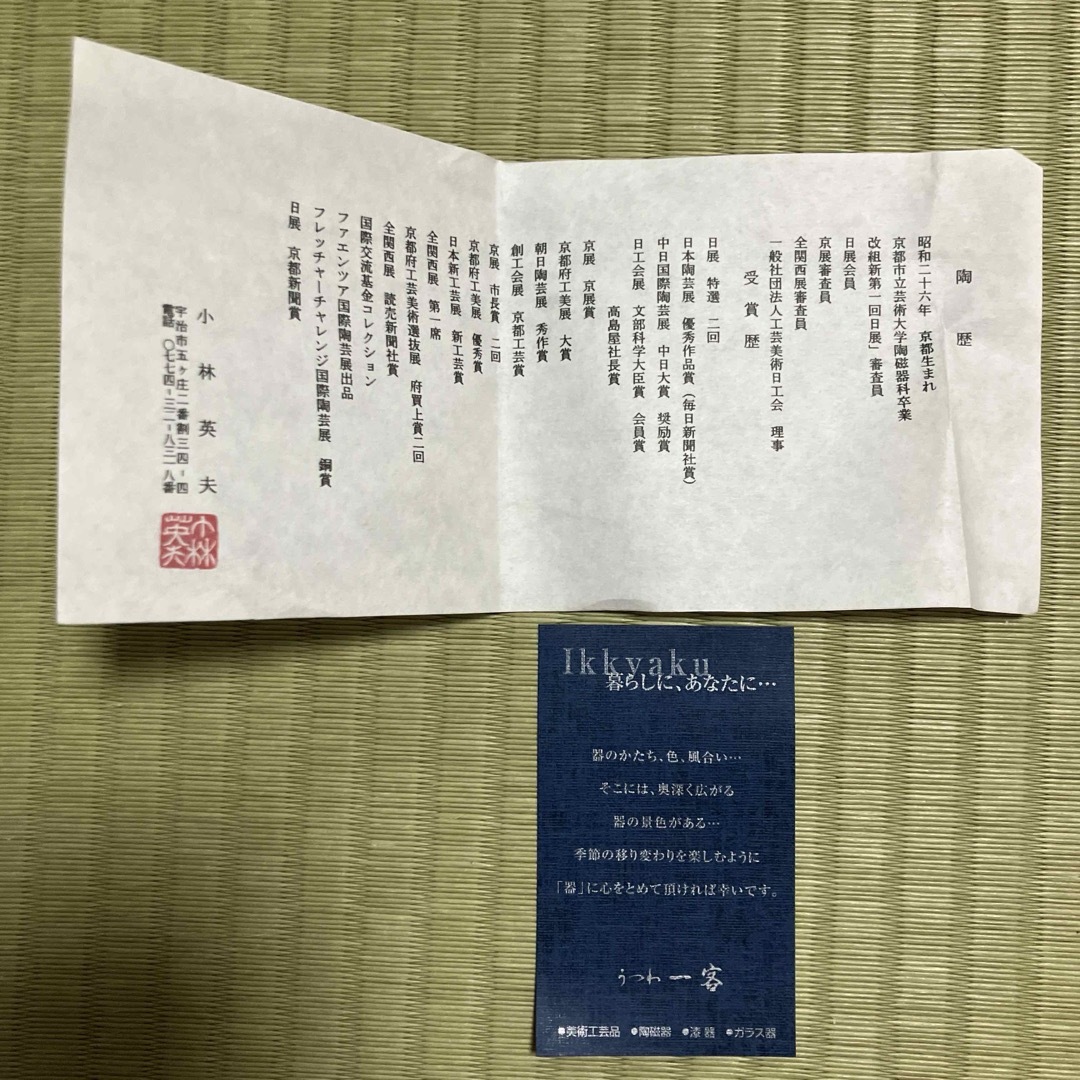 陶歴
昭和二十六年 京都生まれ
京都市立芸術大学陶磁器科卒業
改組新第一回日展」審査員
日展会員
京展審査員
全関西展審査員
一般社団法人工芸美術日工会 理事
受賞歴
日展 特選 二回
日本陶芸展 優秀作品賞(毎日新聞社賞)
中日国際陶芸展 中日大賞 奨励賞
日工会展 文部科学大臣賞 会員賞
高島屋社長賞
京展 京展賞
京都府工美展 大賞
朝日陶芸展 秀作賞
創工会展 京都工芸賞
京展 市長賞 二回
京都府工美展 優秀賞
日本新工芸展 新工芸賞
全関西展 第一席
京都府工芸美術選抜展 府買上賞二回
全関西展 読売新聞社賞
国際交流基金コレクション
ファエンツア国際陶芸展出品
フレッチャーチャレンジ国際陶芸展 銅賞
日展 京都新聞賞
小林英夫
宇治市五ヶ庄二番割三四-四
電話 〇七七四-三二-八三一八番
小林英夫
Ikkyaku
暮らしに、あなたに…
器のかたち、色、風合い…
そこには、奥深く広がる
器の景色がある…
季節の移り変わりを楽しむように
「器」に心をとめて頂ければ幸いです。
うつわ 一客
●美術工芸品 ●陶磁器 ●漆器 ●ガラス器